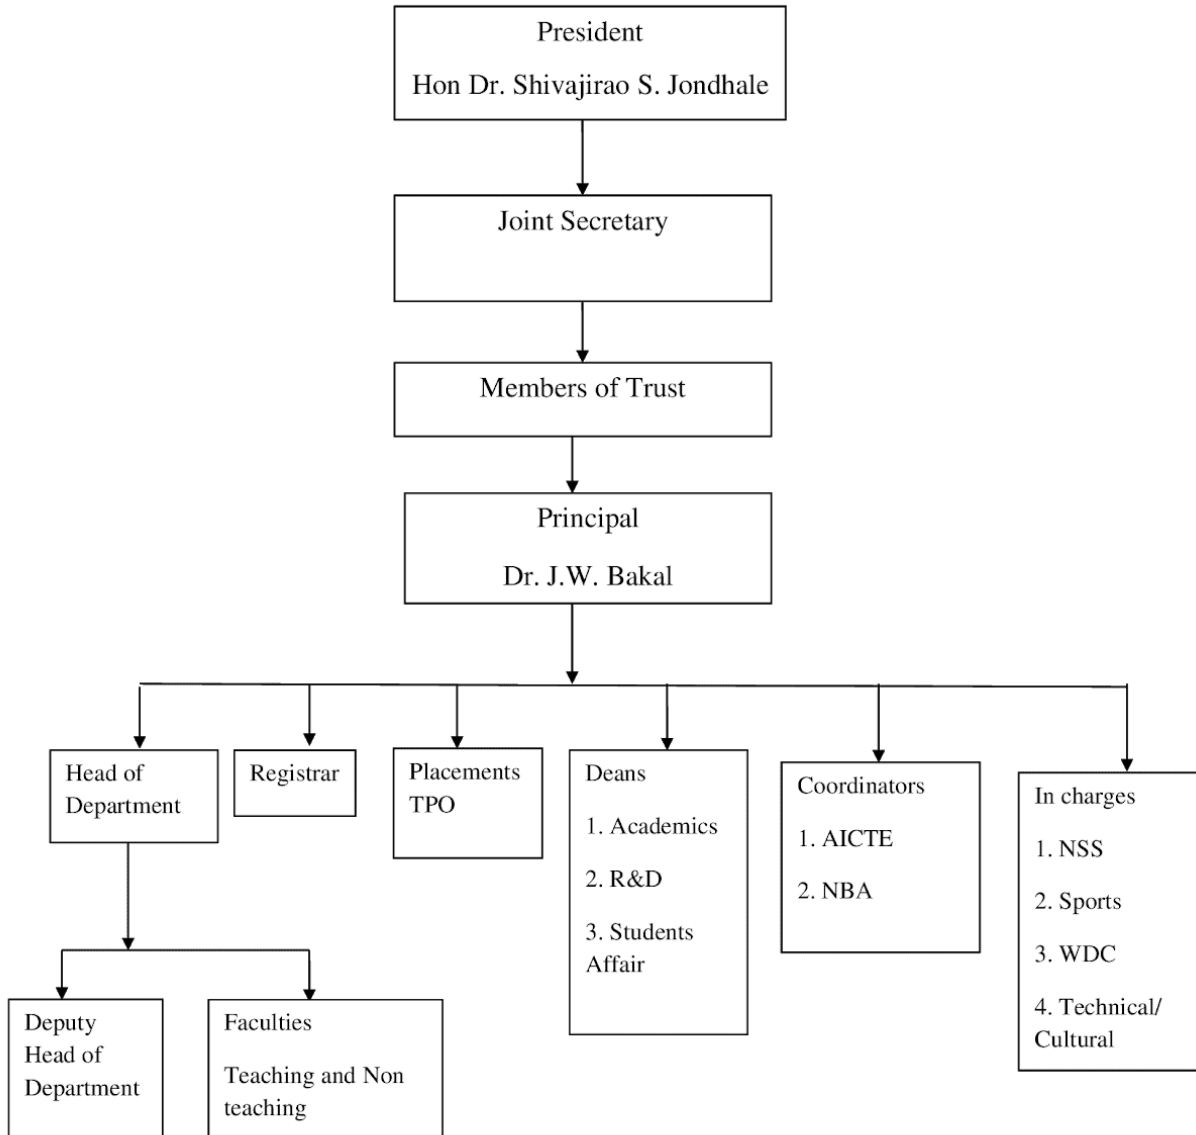 President
Hon Dr. Shivajirao S. Jondhale
Joint Secretary
Members of Trust
Principal
Dr. J.W. Bakal
Head of
Department
Registrar
Placements
TPO
Deans
1. Academics
2. R&D
3. Students
Affair
Coordinators
1. AICTE
2. NBA
In charges
1. NSS
2. Sports
3. WDC
4. Technical/
Cultural
Deputy
Head of
Department
Faculties
Teaching and Non
teaching